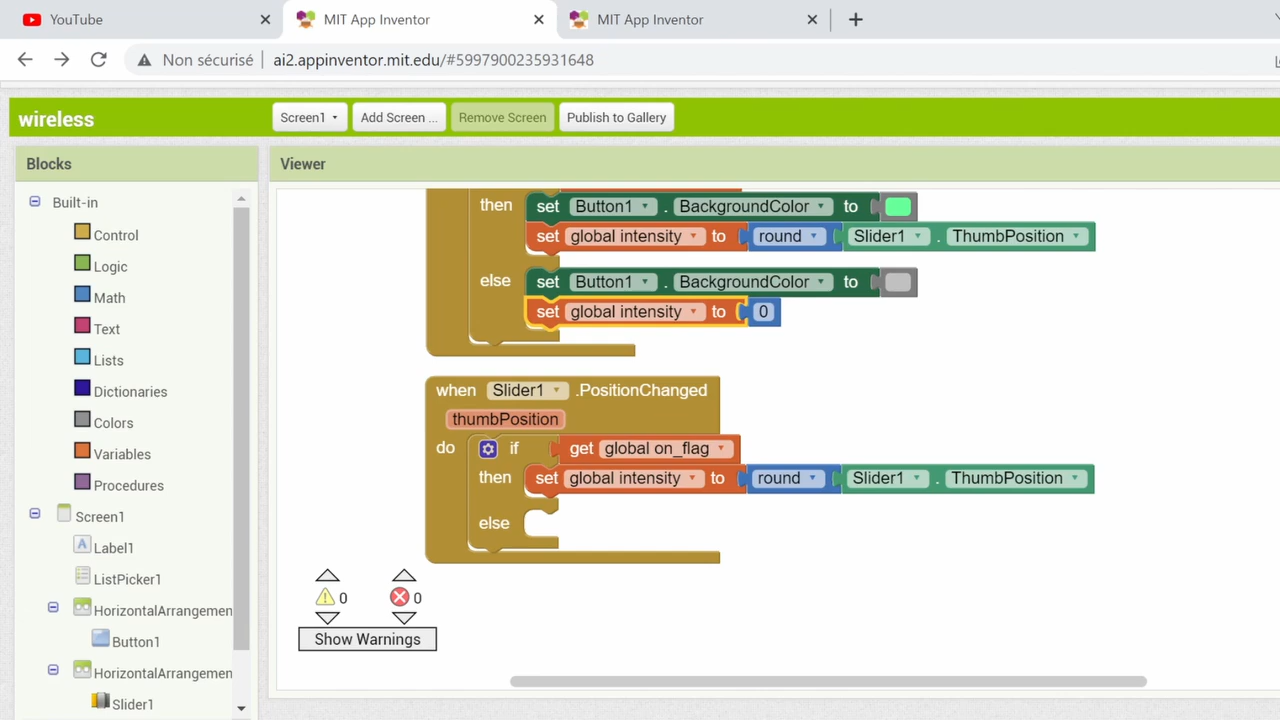 YouTube
MIT App Inventor
MIT App Inventor
Non sécurisé
ai2.appinventor.mit.edu/#5997900235931648
wireless
Screen1
Add Screen ...
Remove Screen
Publish to Gallery
Blocks
Viewer
Built-in
Control
Logic
Math
Text
Lists
Dictionaries
Colors
Variables
Procedures
Screen1
Label1
ListPicker1
HorizontalArrangemen
Button1
HorizontalArrangemen
Slider1
then set Button1 . BackgroundColor to
set global intensity to round Slider1 . ThumbPosition
else set Button1 . BackgroundColor to
set global intensity to 0
when Slider1 .PositionChanged
thumbPosition
do if get global on_flag
then set global intensity to round Slider1 . ThumbPosition
else
0 0
Show Warnings